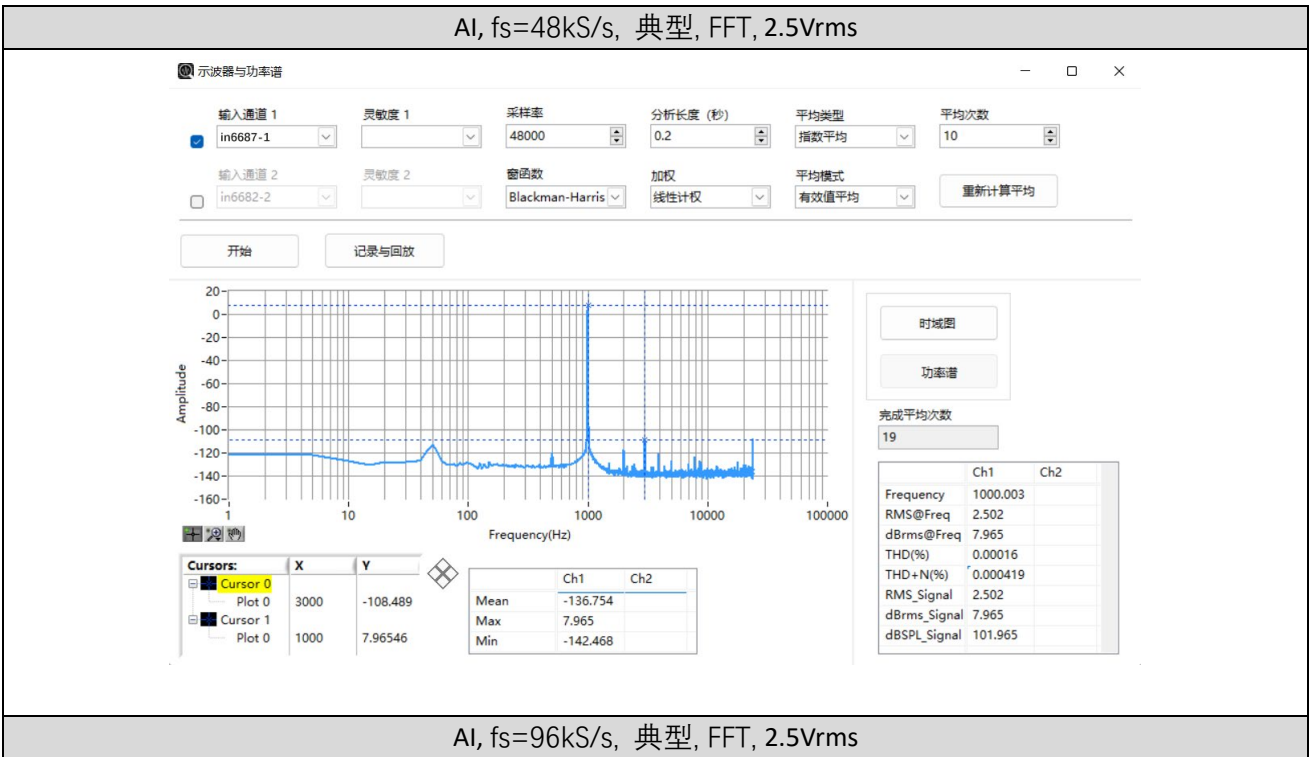 AI, fs=48kS/s, 典型, FFT, 2.5Vrms
示波器与功率谱
输入通道 1 灵敏度 1 采样率 分析长度（秒） 平均类型 平均次数
in6687-1 48000 0.2 指数平均 10
输入通道 2 灵敏度 2 窗函数 加权 平均模式
in6682-2 Blackman-Harris 线性计权 有效值平均 重新计算平均
开始 记录与回放
20
0
-20
-40
-60
-80
-100
-120
-140
-160
Amplitude
1 10 100 1000 10000 100000
Frequency(Hz)
时域图
功率谱
完成平均次数
19
Ch1 Ch2
Frequency 1000.003
RMS@Freq 2.502
dBrms@Freq 7.965
THD(%) 0.00016
THD+N(%) 0.000419
RMS_Signal 2.502
dBrms_Signal 7.965
dBSPL_Signal 101.965
Cursors: X Y
Cursor 0
Plot 0 3000 -108.489
Cursor 1
Plot 0 1000 7.96546
Ch1 Ch2
Mean -136.754
Max 7.965
Min -142.468
AI, fs=96kS/s, 典型, FFT, 2.5Vrms